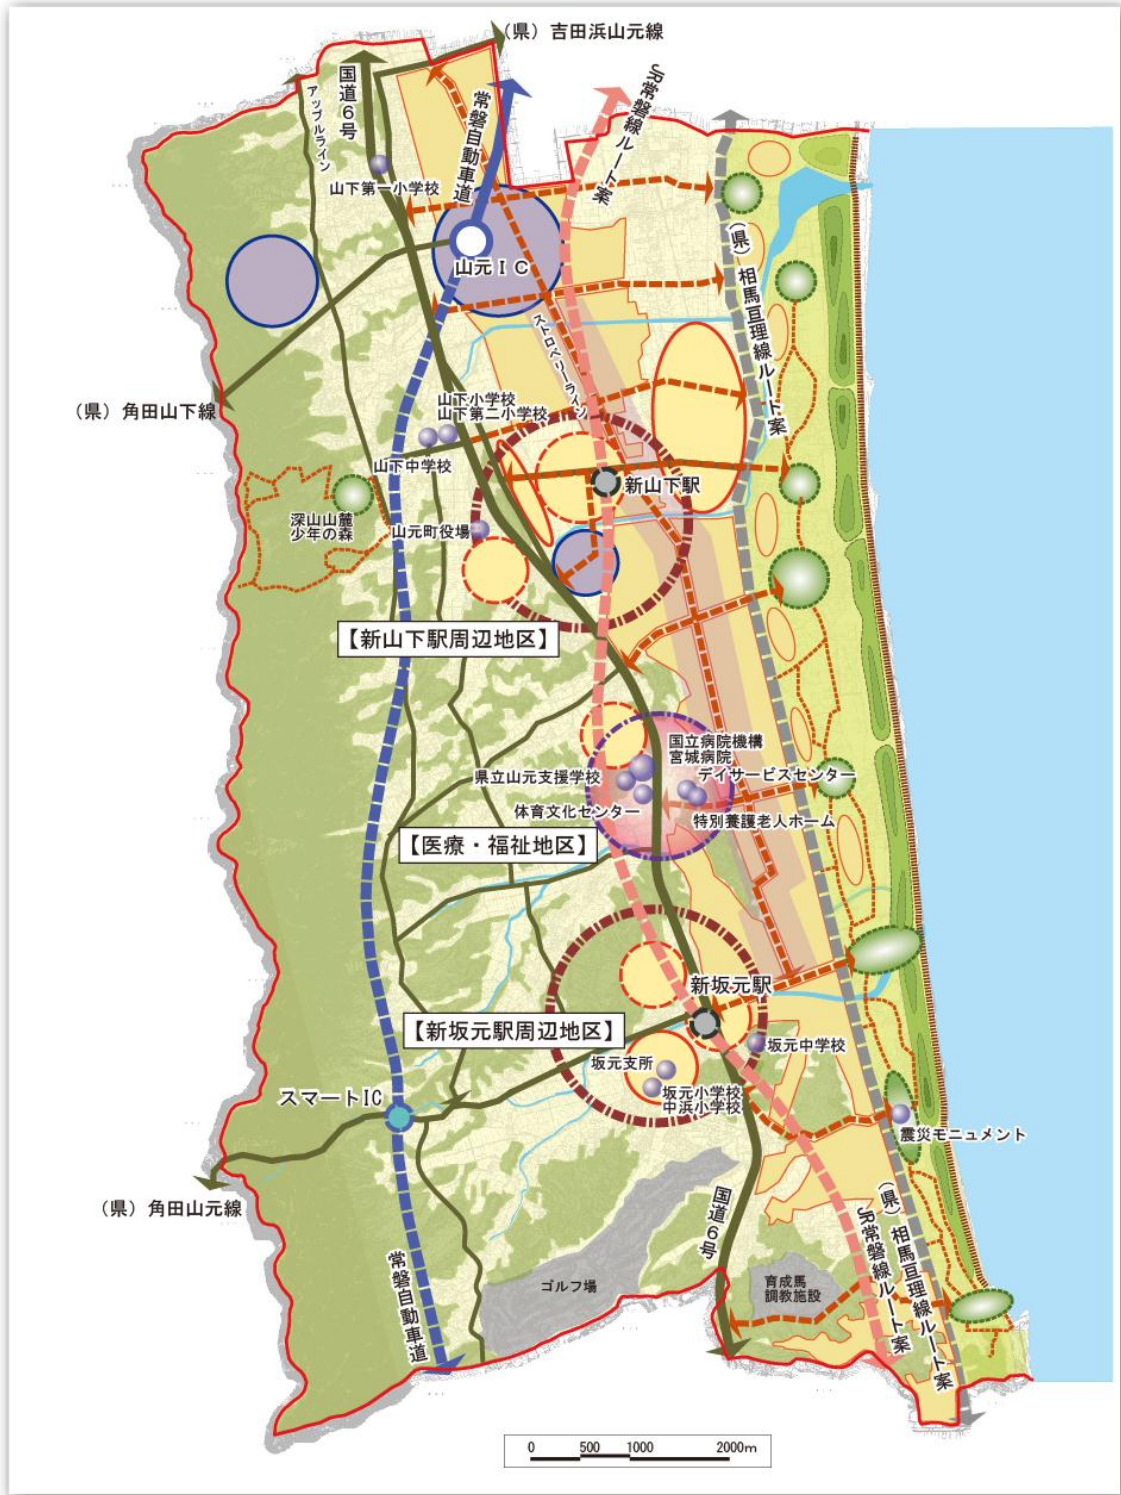 （県）吉田浜山元線
国道６号
アップルライン
常磐自動車道
JR常磐線ルート案
山下第一小学校
山元ＩＣ
（県）相馬亘理線ルート案
ストロベリーライン
（県）角田山下線
山下小学校
山下第二小学校
山下中学校
新山下駅
深山山麓
少年の森
山元町役場
【新山下駅周辺地区】
国立病院機構
宮城病院
県立山元支援学校
デイサービスセンター
体育文化センター
特別養護老人ホーム
【医療・福祉地区】
新坂元駅
【新坂元駅周辺地区】
坂元中学校
坂元支所
スマートIC
坂元小学校
中浜小学校
震災モニュメント
（県）角田山元線
国道６号
（県）相馬亘理線ルート案
JR常磐線ルート案
常磐自動車道
ゴルフ場
育成馬
調教施設
0 500 1000 2000m